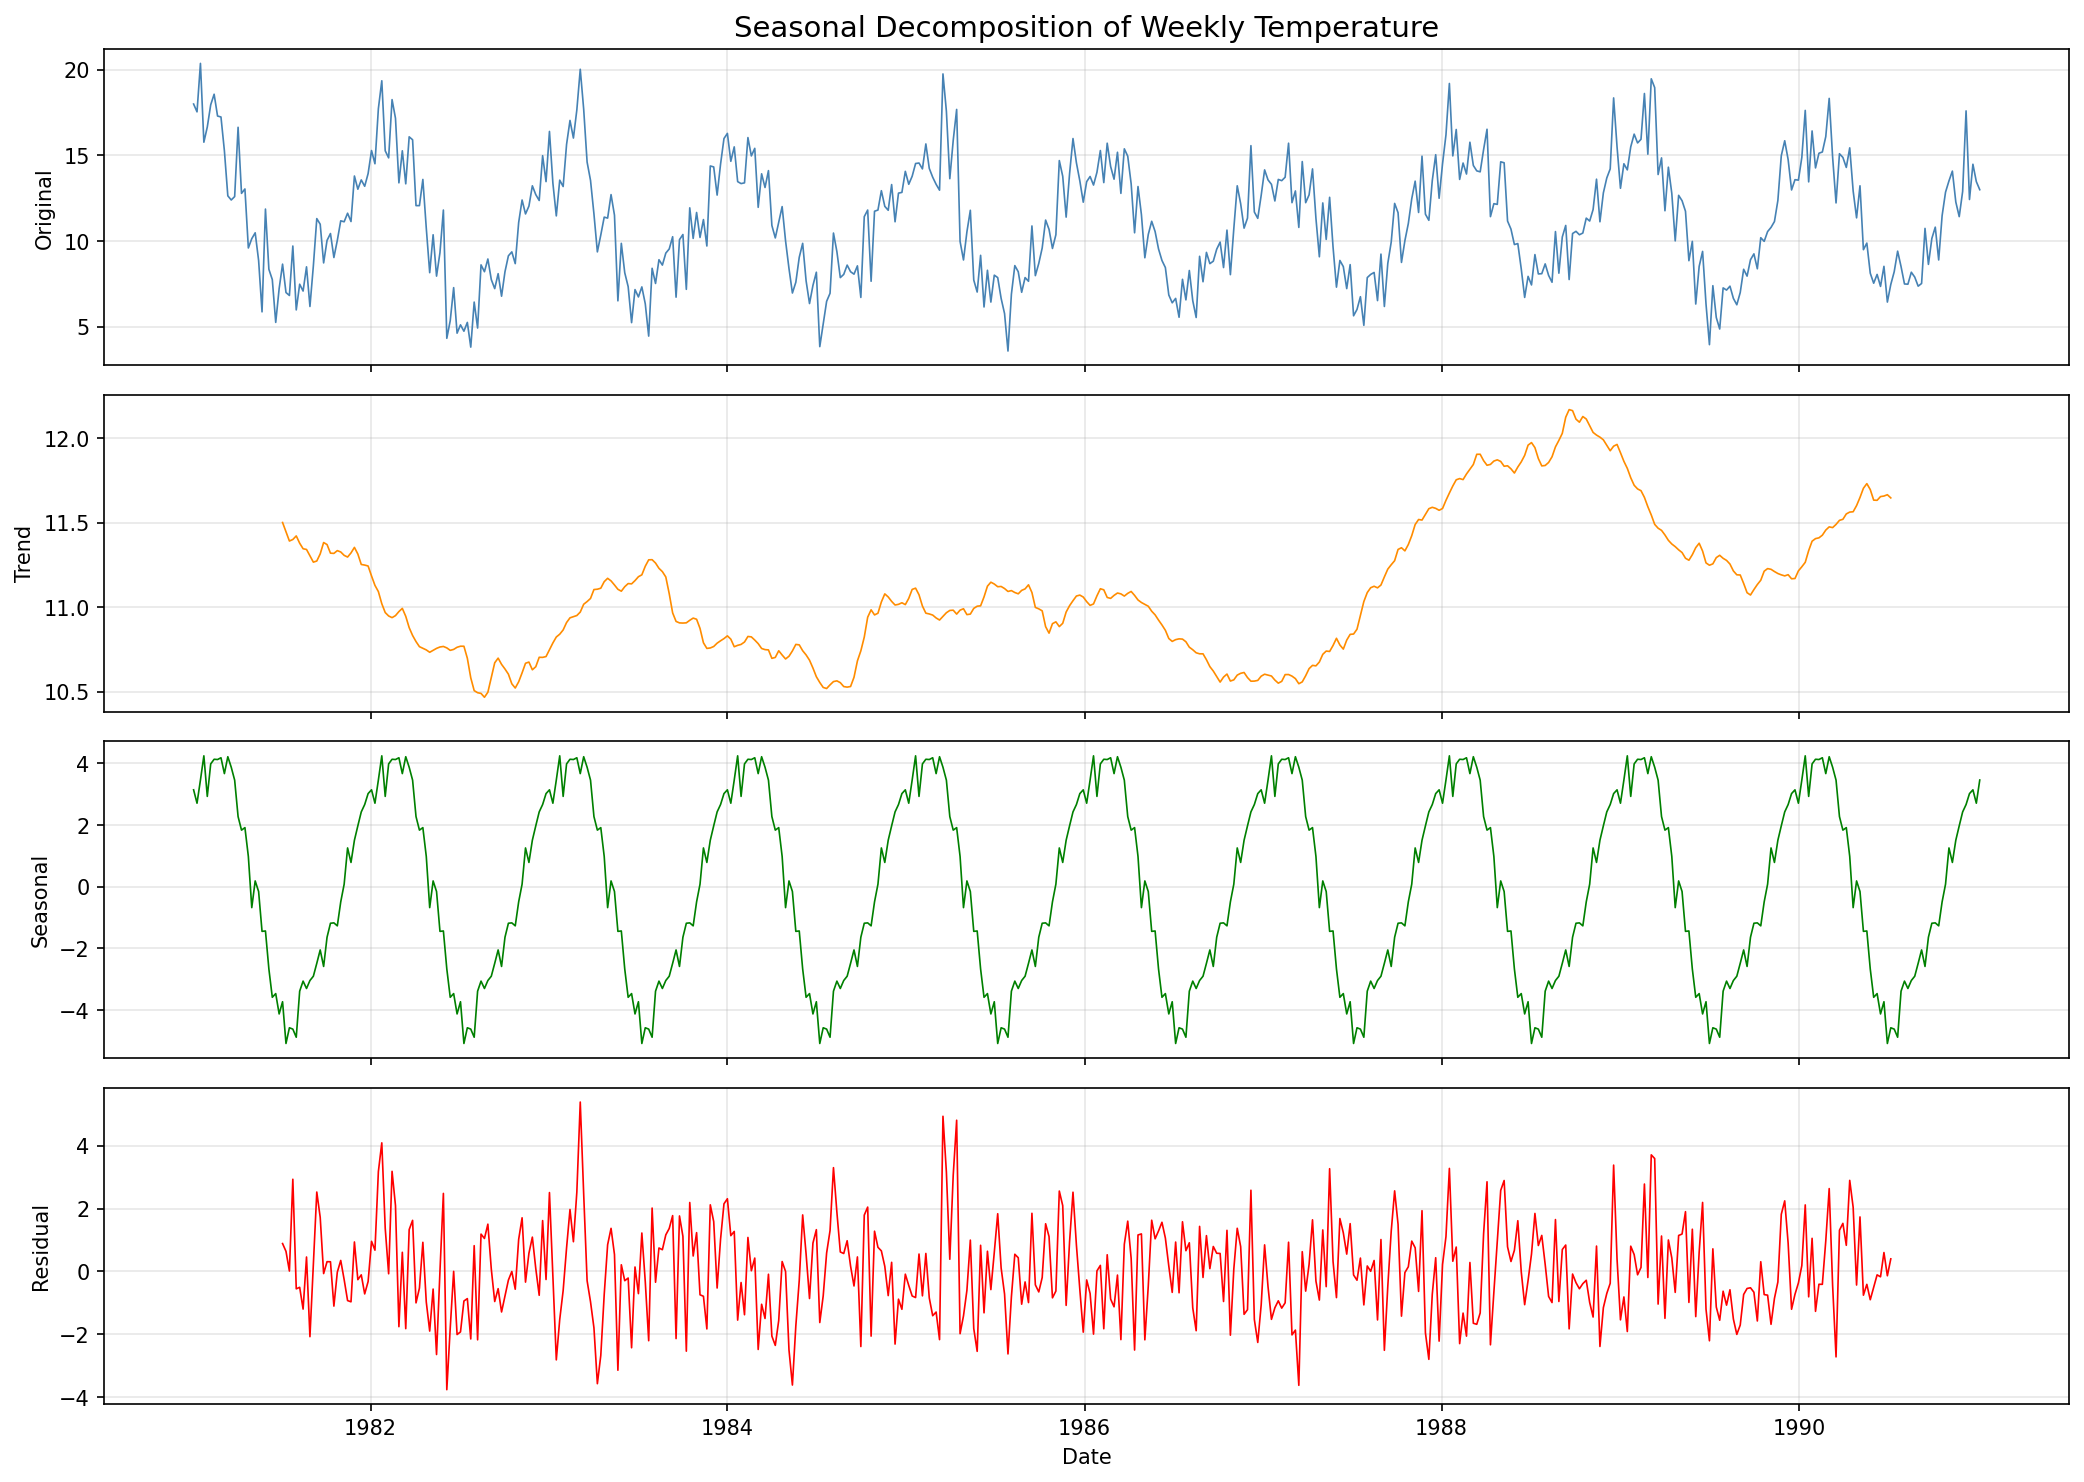 Seasonal Decomposition of Weekly Temperature
20
15
10
5
Original
12.0
11.5
11.0
10.5
Trend
4
2
0
−2
−4
Seasonal
4
2
0
−2
−4
Residual
1982 1984 1986 1988 1990
Date